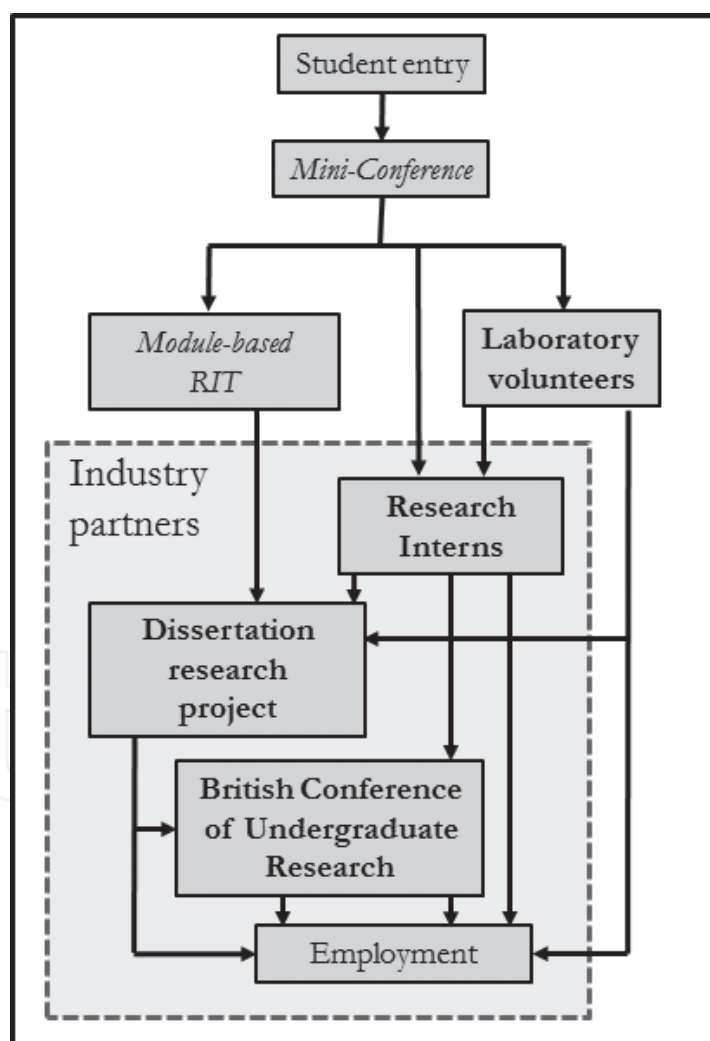 Student entry
Mini-Conference
Module-based
RIT
Laboratory
volunteers
Industry
partners
Research
Interns
Dissertation
research
project
British Conference
of Undergraduate
Research
Employment